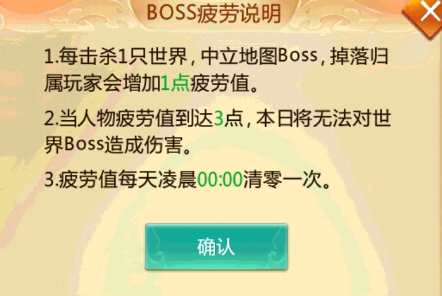 BOSS疲劳说明
1.每击杀1只世界,中立地图Boss,掉落归
属玩家会增加1点疲劳值。
2.当人物疲劳值到达3点,本日将无法对世
界Boss造成伤害。
3.疲劳值每天凌晨00:00清零一次。
确认